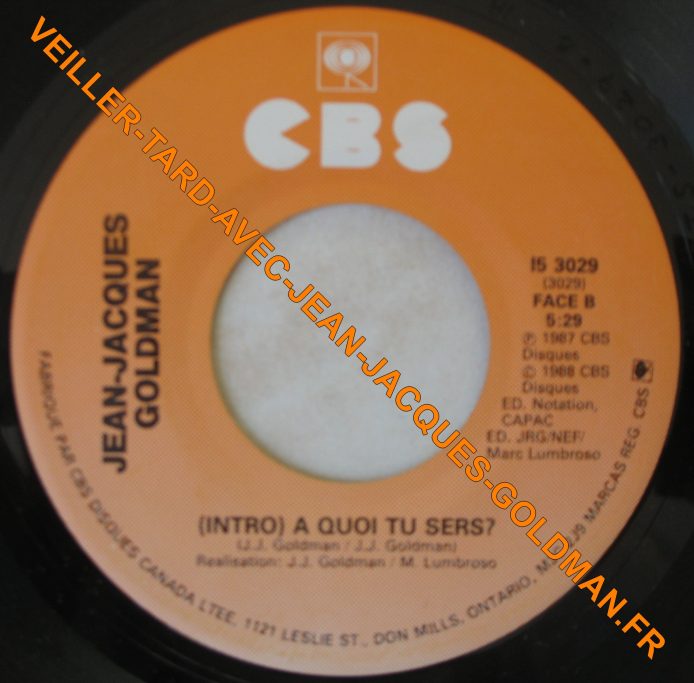 VEILLER-TARD-AVEC-JEAN-JACQUES-GOLDMAN.FR
CBS
JEAN-JACQUES
GOLDMAN
I5 3029
(3029)
FACE B
5:29
℗ 1987 CBS
Disques
© 1988 CBS
Disques
ED. Notation,
CAPAC
ED. JRG/NEF/
Marc Lumbroso
(INTRO) A QUOI TU SERS?
(J.J. Goldman / J.J. Goldman)
Realisation: J.J. Goldman / M. Lumbroso
FABRIQUE PAR CBS DISQUES CANADA LTEE, 1121 LESLIE ST., DON MILLS, ONTARIO, MARCAS REG. CBS